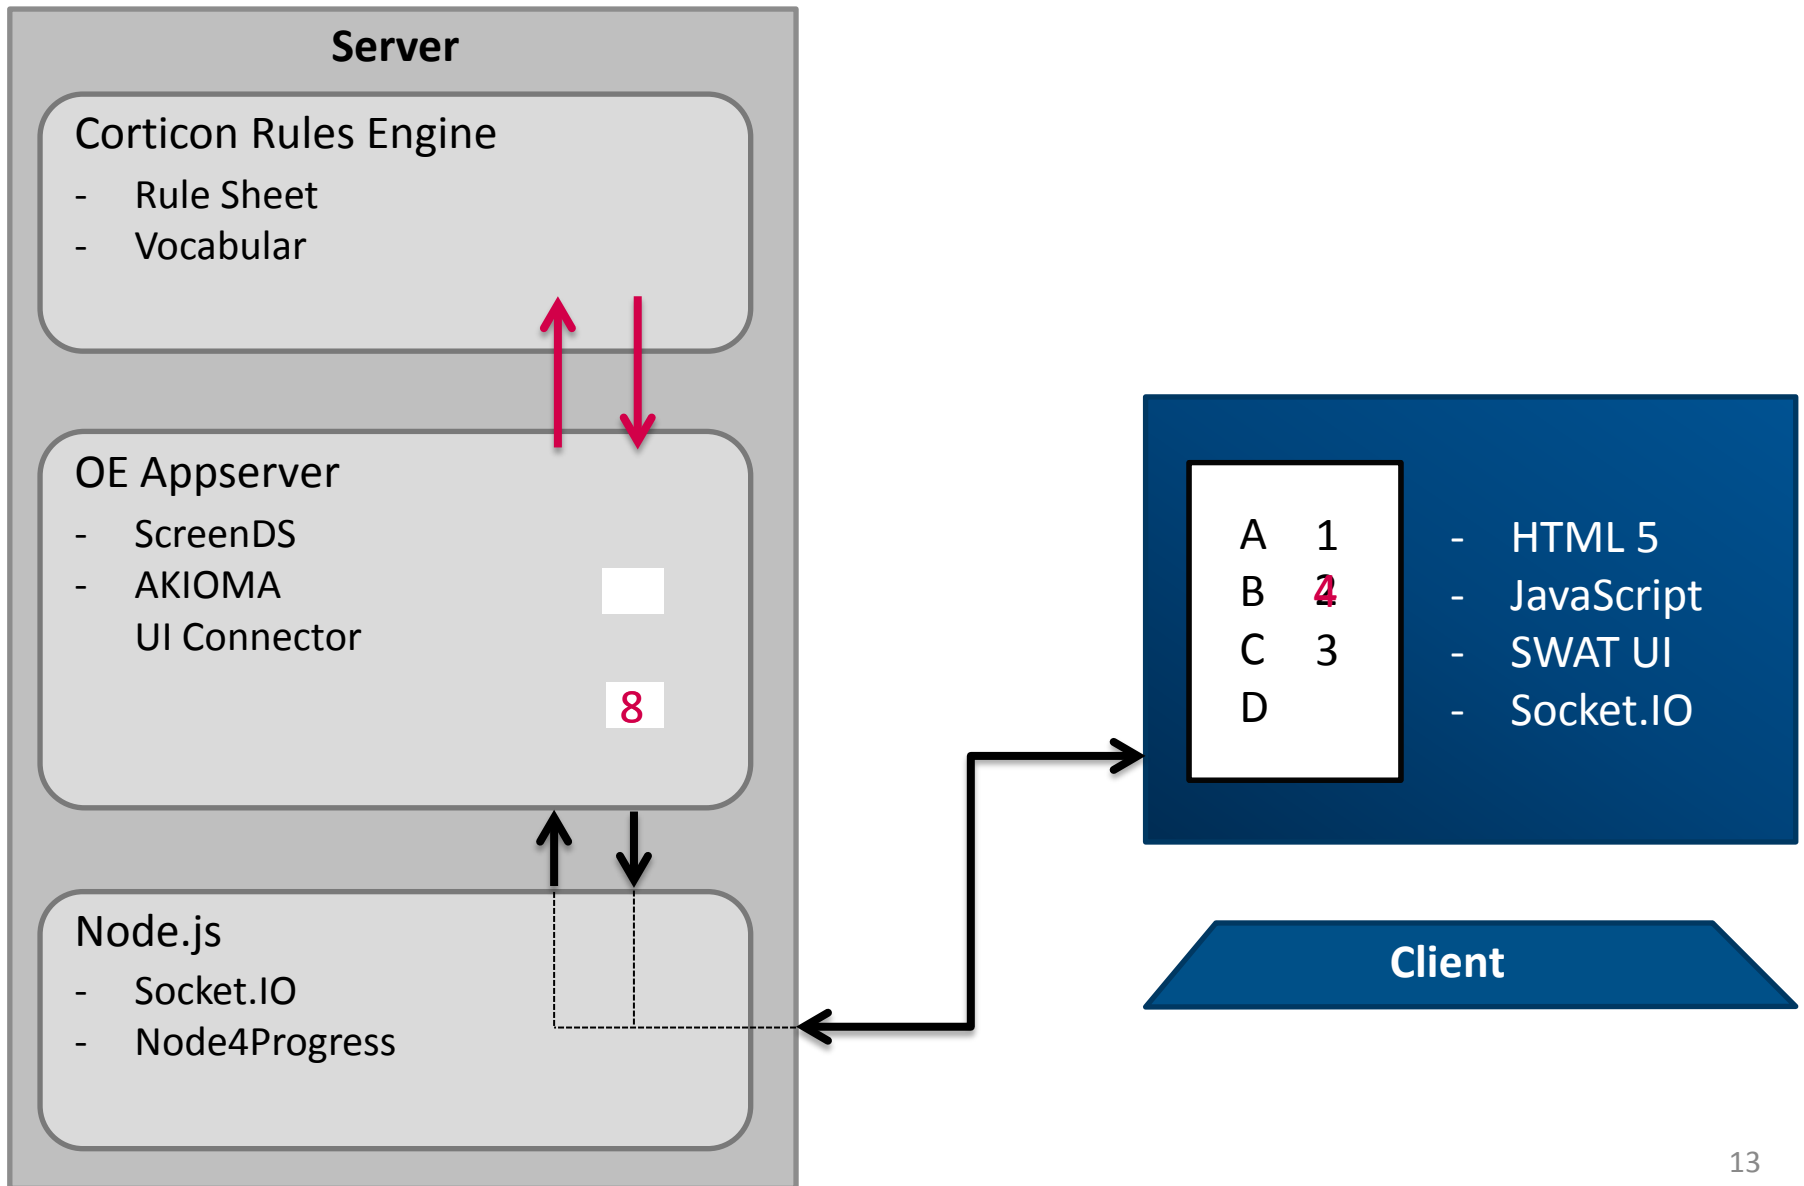 Server
Corticon Rules Engine
- Rule Sheet
- Vocabular
OE Appserver
- ScreenDS
- AKIOMA
UI Connector
8
Node.js
- Socket.IO
- Node4Progress
A 1
B 4
C 3
D
- HTML 5
- JavaScript
- SWAT UI
- Socket.IO
Client
13